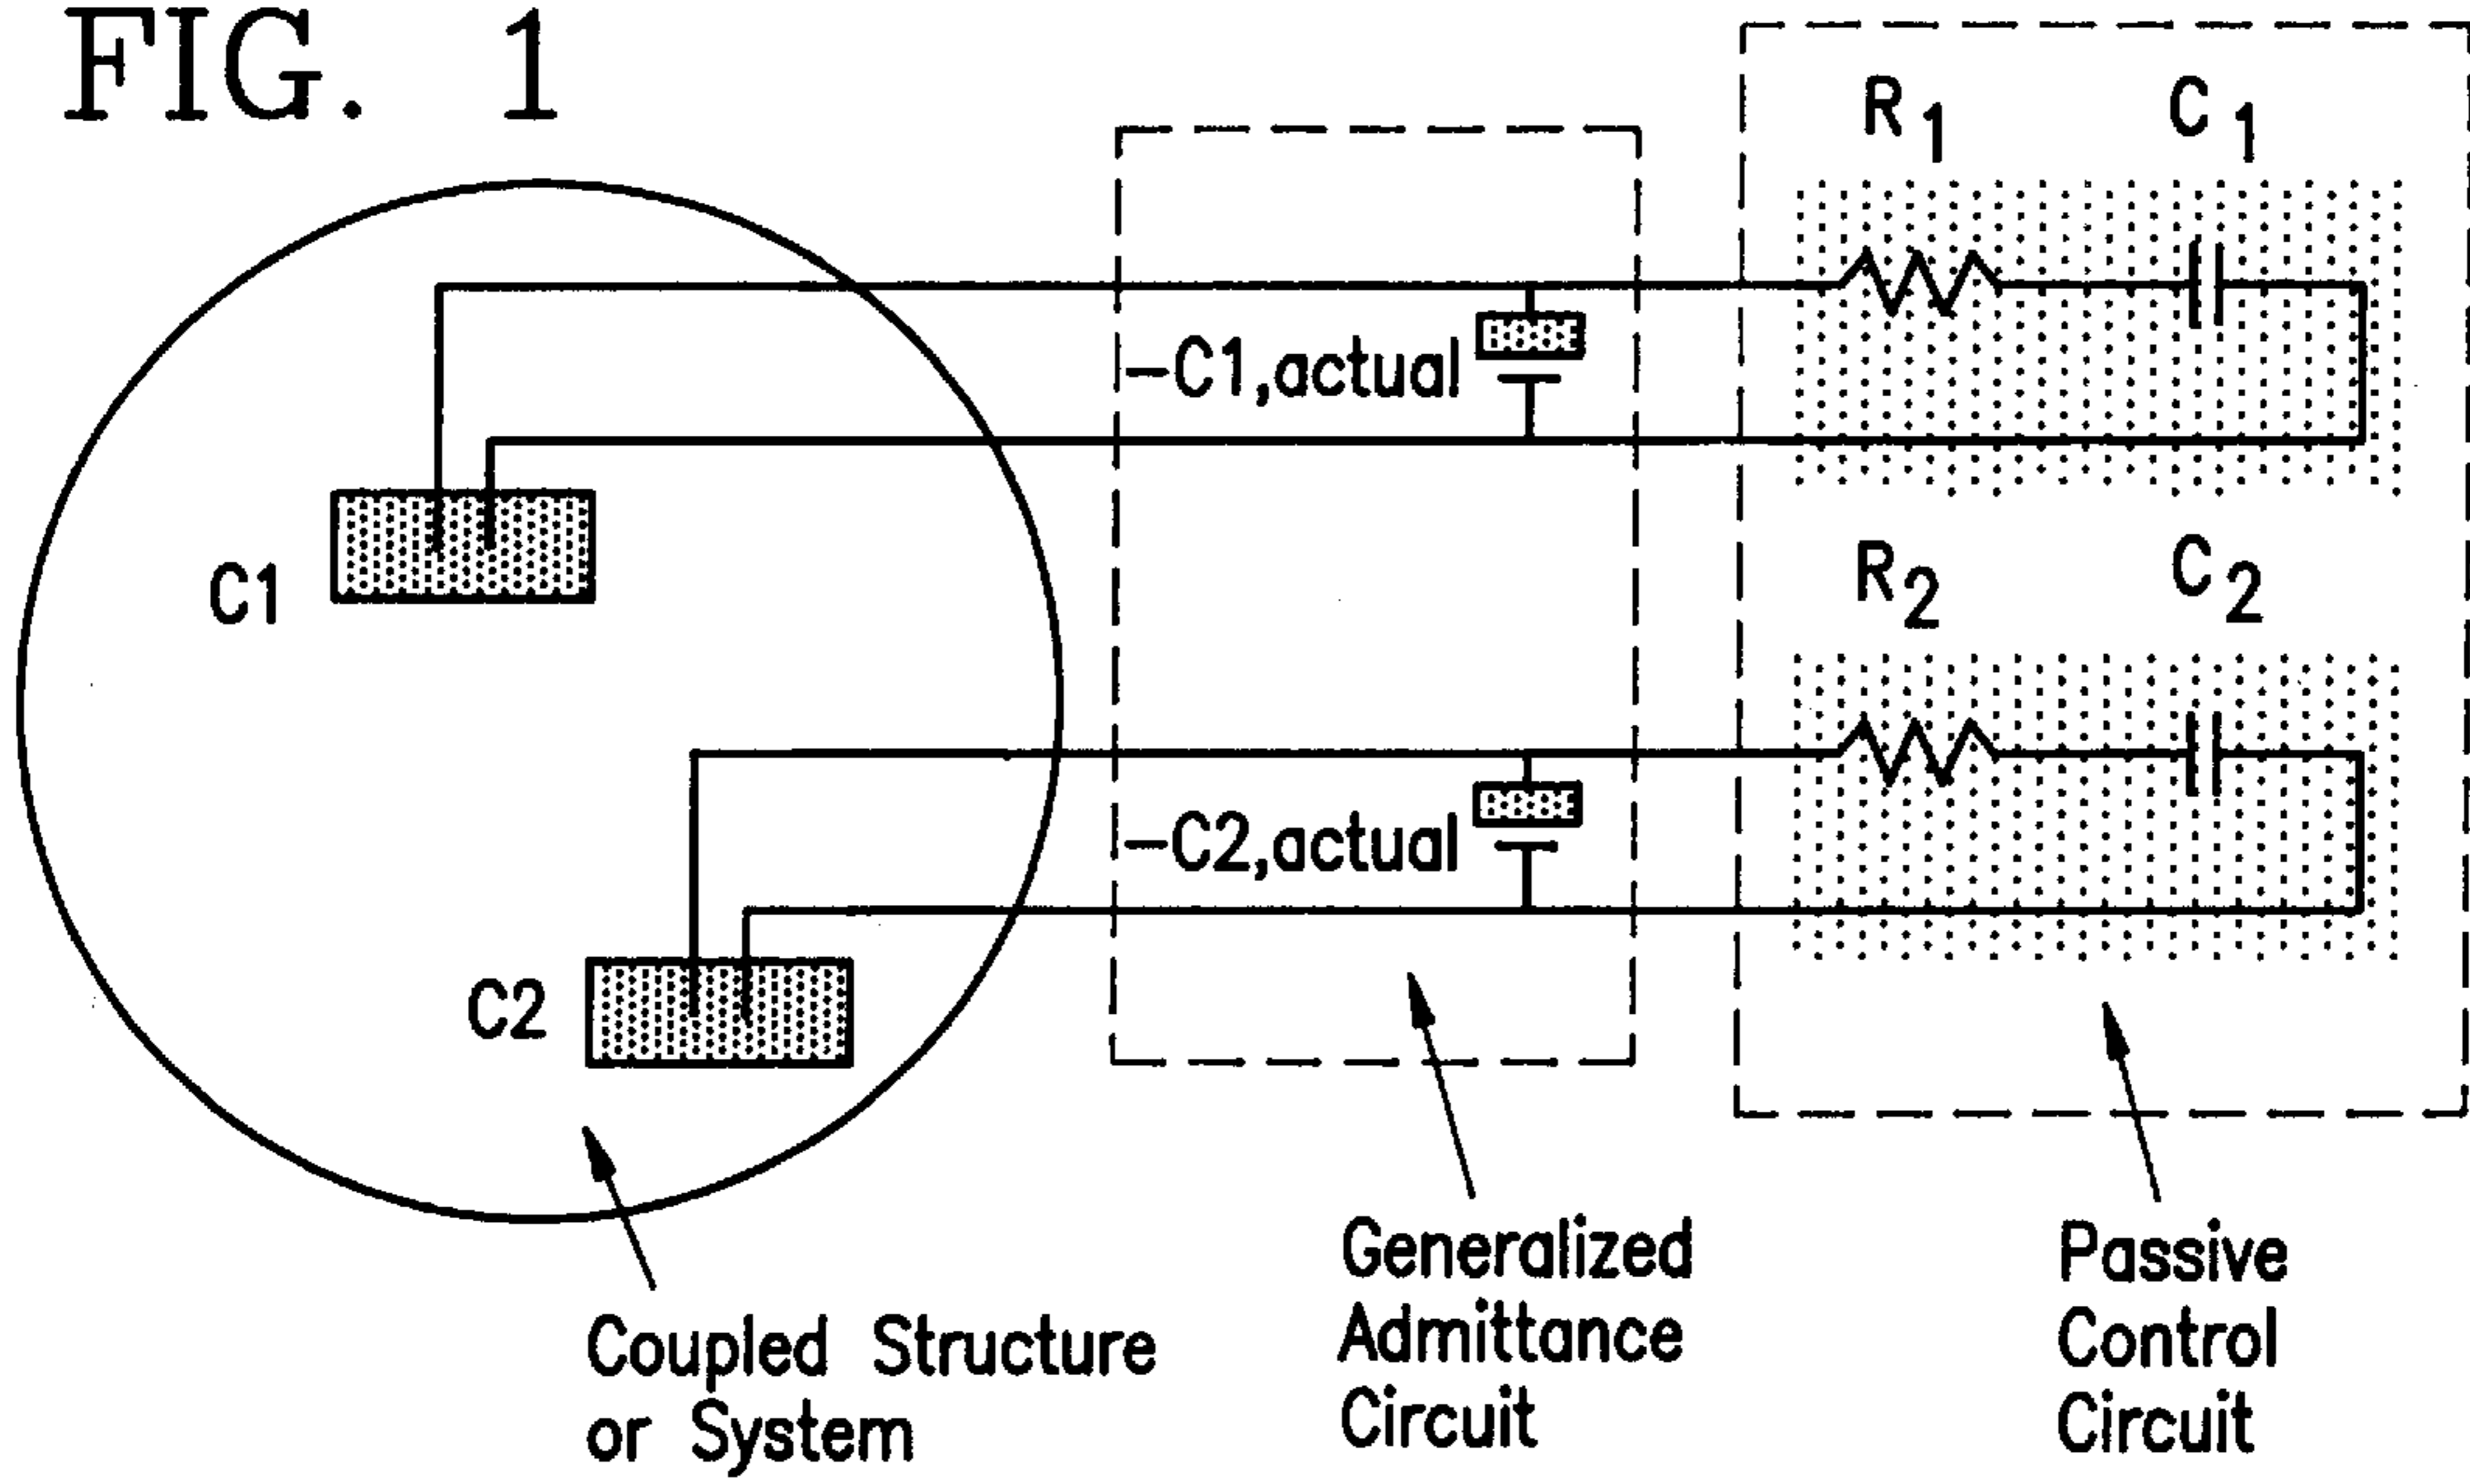 FIG. 1
R1 C1
-C1,actual
C1
R2 C2
-C2,actual
C2
Coupled Structure
or System
Generalized
Admittance
Circuit
Passive
Control
Circuit